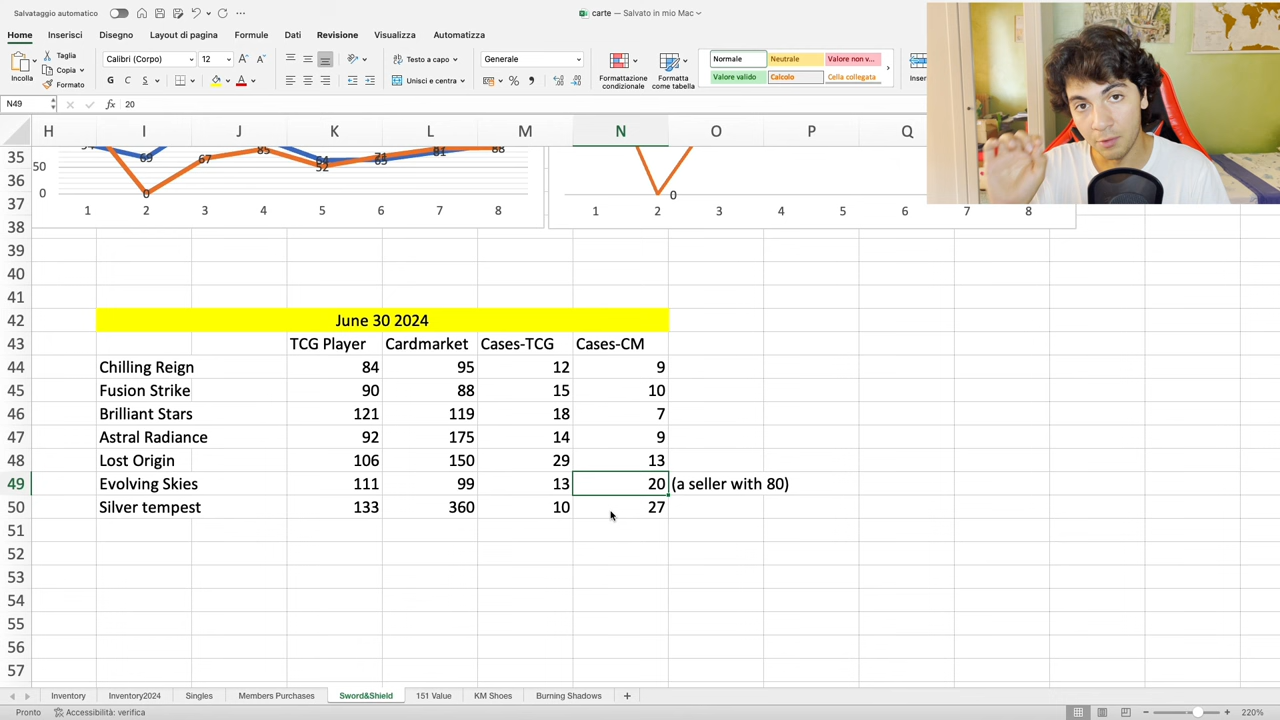 Salvataggio automatico
carte — Salvato in mio Mac
Home Inserisci Disegno Layout di pagina Formule Dati Revisione Visualizza Automatizza
Incolla
Taglia
Copia
Formato
Calibri (Corpo) 12
G C S
Testo a capo
Unisci e centra
Generale
Formattazione condizionale
Formatta come tabella
Normale Neutrale Valore non v...
Valore valido Calcolo Cella collegata
N49 fx 20
H I J K L M N O P Q
35
36
37
38
39
40
41
42
43
44
45
46
47
48
49
50
51
52
53
54
55
56
57
50
0
69 0 67 85 64 52 71 81 88
1 2 3 4 5 6 7 8
0
1 2 3 4 5 6 7 8
June 30 2024
TCG Player Cardmarket Cases-TCG Cases-CM
Chilling Reign 84 95 12 9
Fusion Strike 90 88 15 10
Brilliant Stars 121 119 18 7
Astral Radiance 92 175 14 9
Lost Origin 106 150 29 13
Evolving Skies 111 99 13 20 (a seller with 80)
Silver tempest 133 360 10 27
Inventory Inventory2024 Singles Members Purchases Sword&Shield 151 Value KM Shoes Burning Shadows +
Pronto Accessibilità: verifica 220%